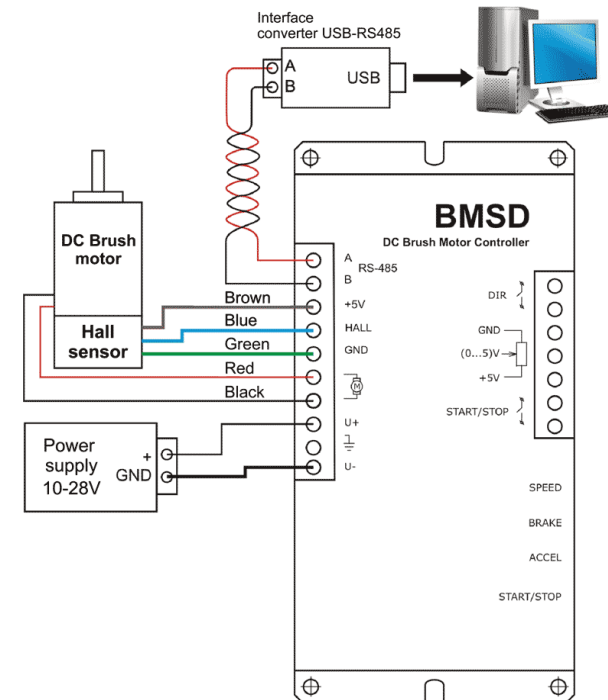 Interface
converter USB-RS485
A
B
USB
BMSD
DC Brush Motor Controller
DC Brush
motor
Hall
sensor
Brown
Blue
Green
Red
Black
A
B
RS-485
+5V
HALL
GND
M
U+
U-
DIR
GND
(0...5)V
+5V
START/STOP
Power
supply
10-28V
+
GND
SPEED
BRAKE
ACCEL
START/STOP